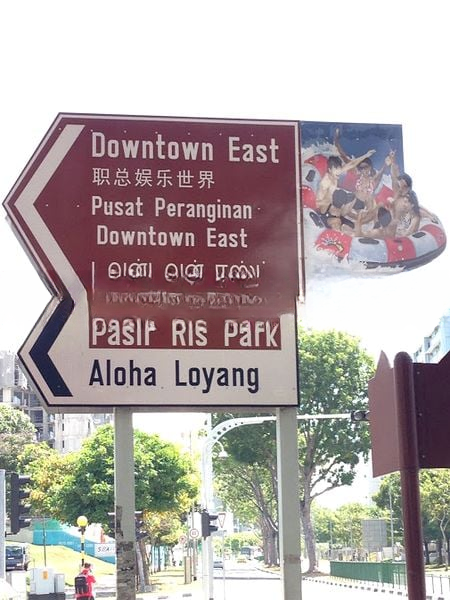 Downtown East
职总娱乐世界
Pusat Peranginan
Downtown East
Pasir Ris Park
Aloha Loyang